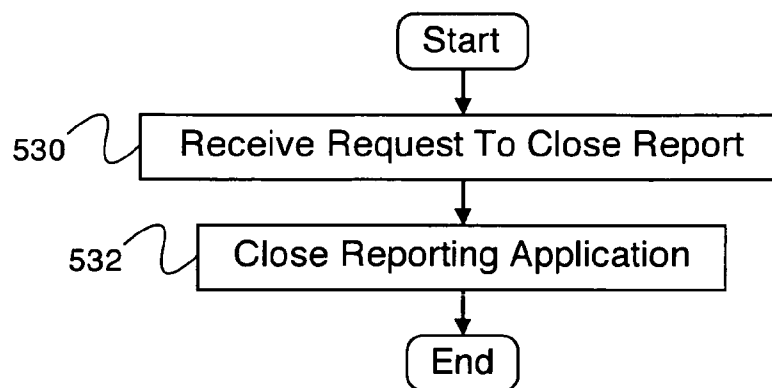 Start
530
Receive Request To Close Report
532
Close Reporting Application
End